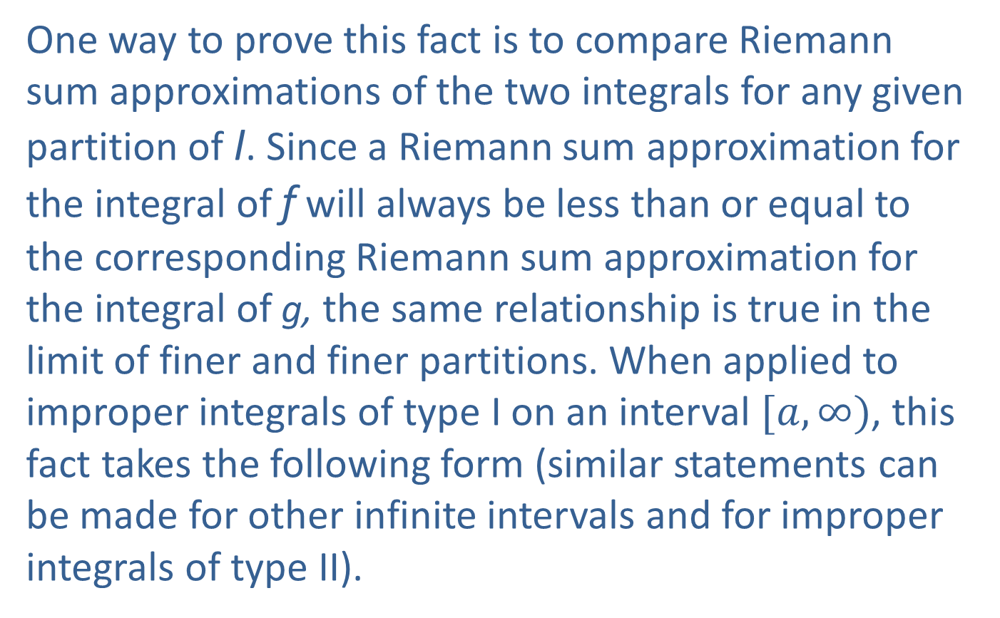 One way to prove this fact is to compare Riemann
sum approximations of the two integrals for any given
partition of I. Since a Riemann sum approximation for
the integral of f will always be less than or equal to
the corresponding Riemann sum approximation for
the integral of g, the same relationship is true in the
limit of finer and finer partitions. When applied to
improper integrals of type I on an interval [a, ∞), this
fact takes the following form (similar statements can
be made for other infinite intervals and for improper
integrals of type II).